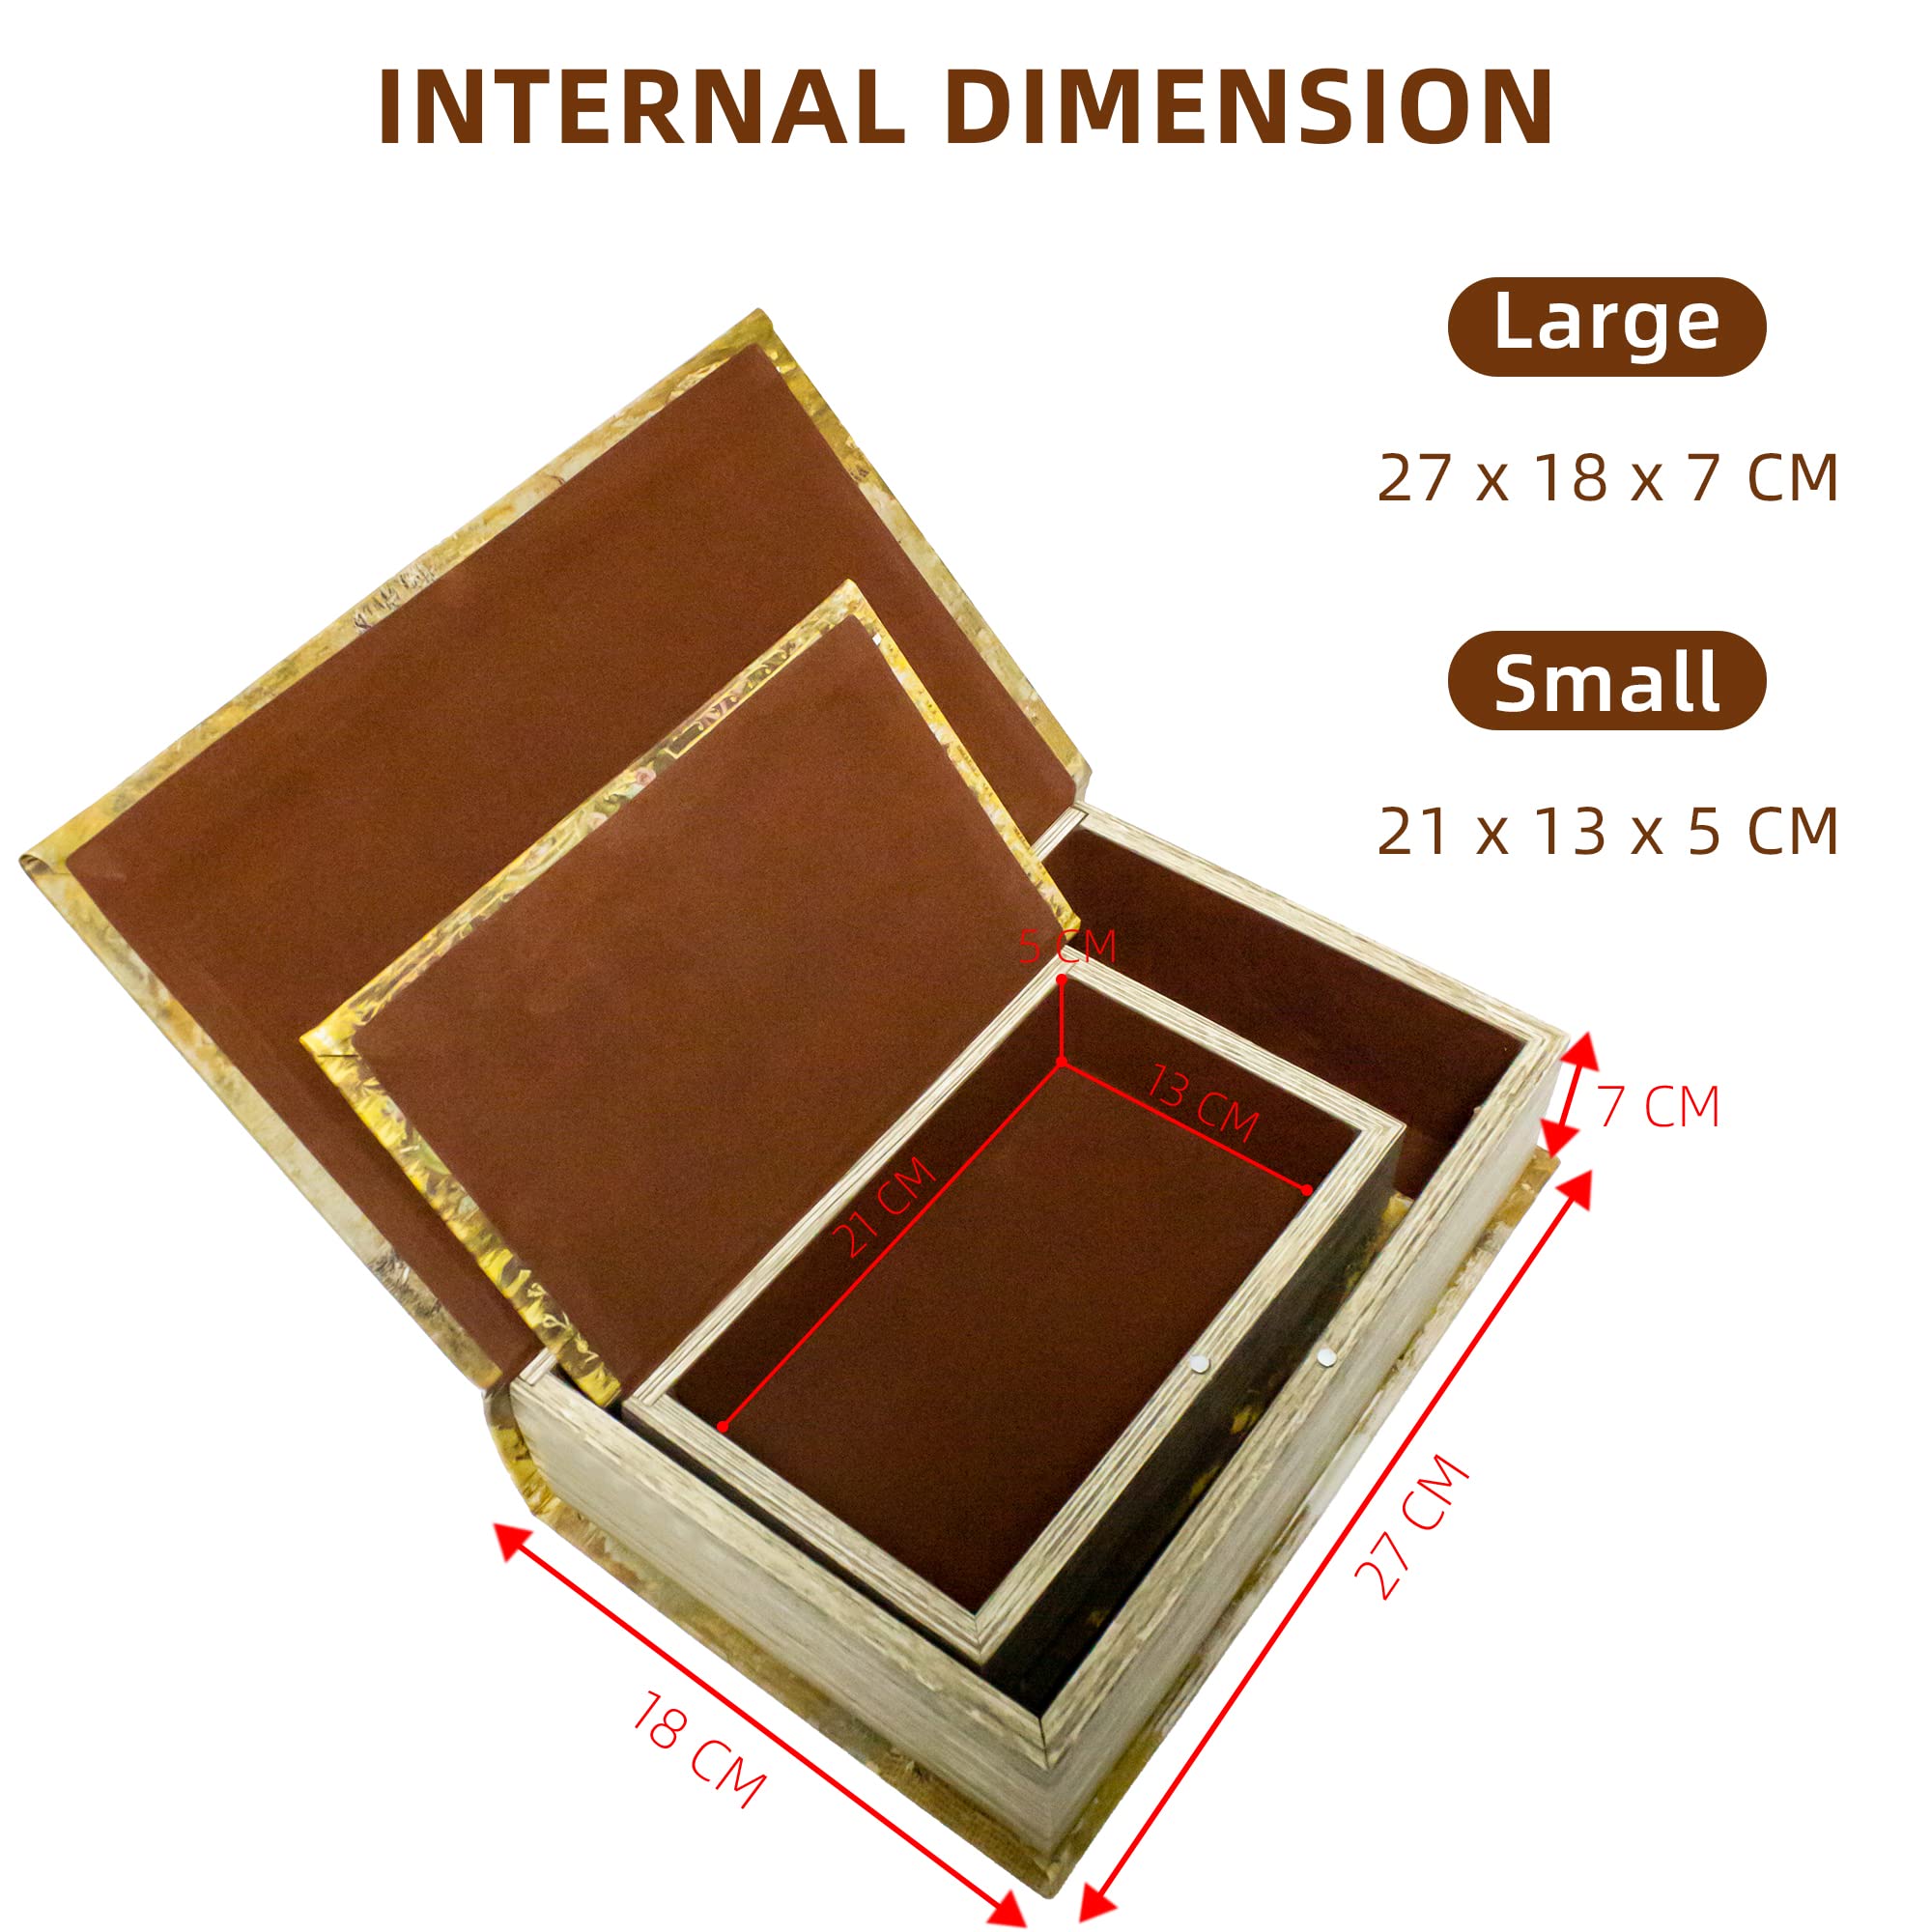 INTERNAL DIMENSION
Large
27 x 18 x 7 CM
Small
21 x 13 x 5 CM
5 CM
13 CM
7 CM
21 CM
27 CM
18 CM